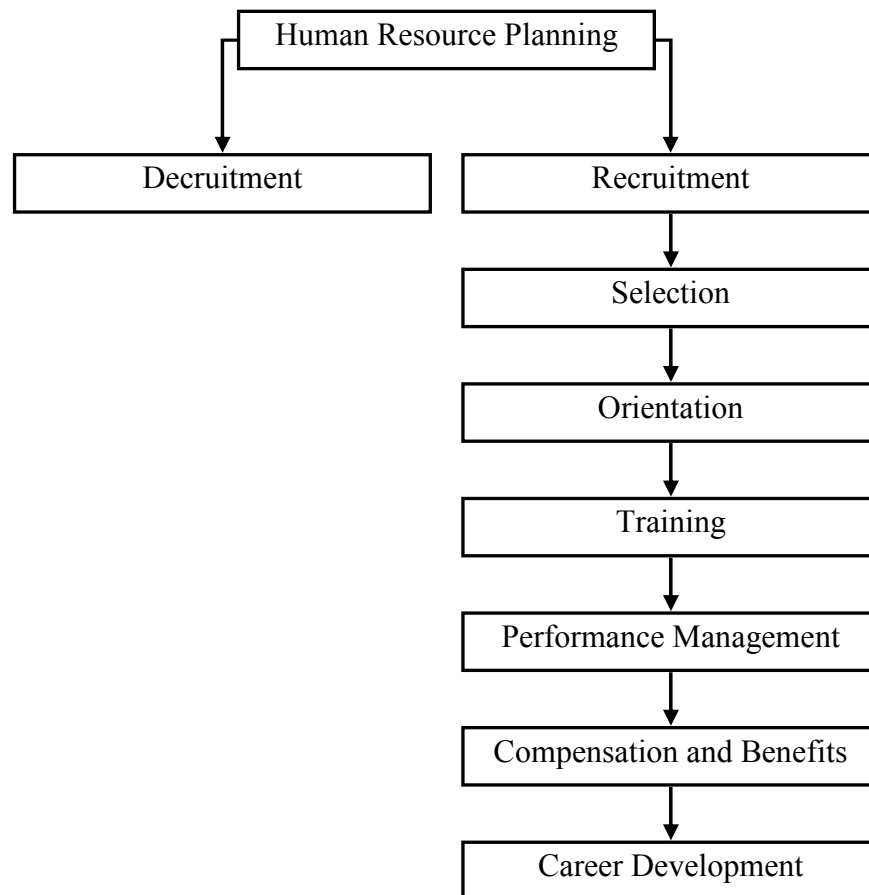 Human Resource Planning
Decruitment
Recruitment
Selection
Orientation
Training
Performance Management
Compensation and Benefits
Career Development